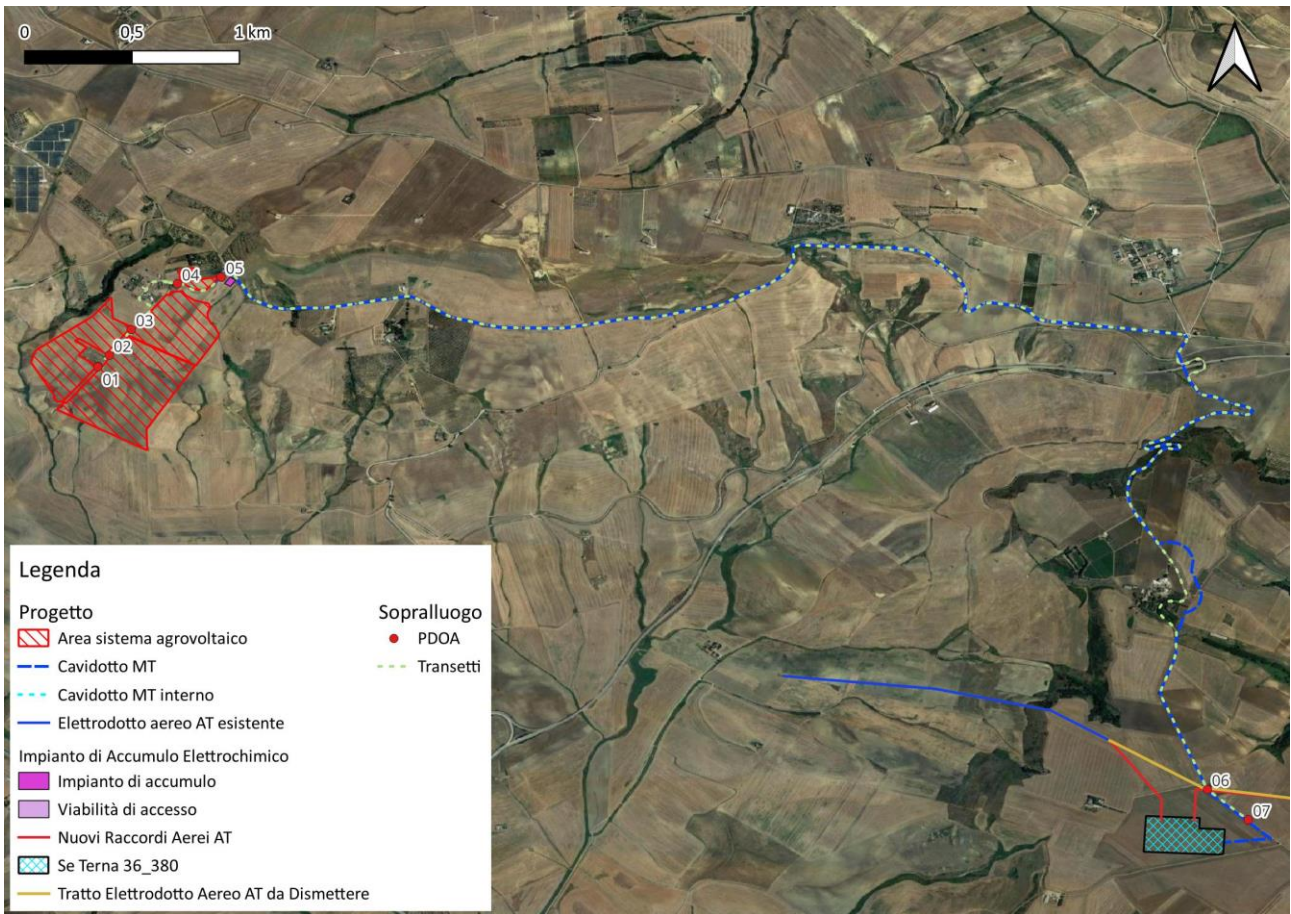 0 0,5 1 km
04
05
03
02
01
06
07
Legenda
Progetto
Area sistema agrovoltaico
Cavidotto MT
Cavidotto MT interno
Elettrodotto aereo AT esistente
Impianto di Accumulo Elettrochimico
Impianto di accumulo
Viabilità di accesso
Nuovi Raccordi Aerei AT
Se Terna 36_380
Tratto Elettrodotto Aereo AT da Dismettere
Sopralluogo
PDOA
Transetti